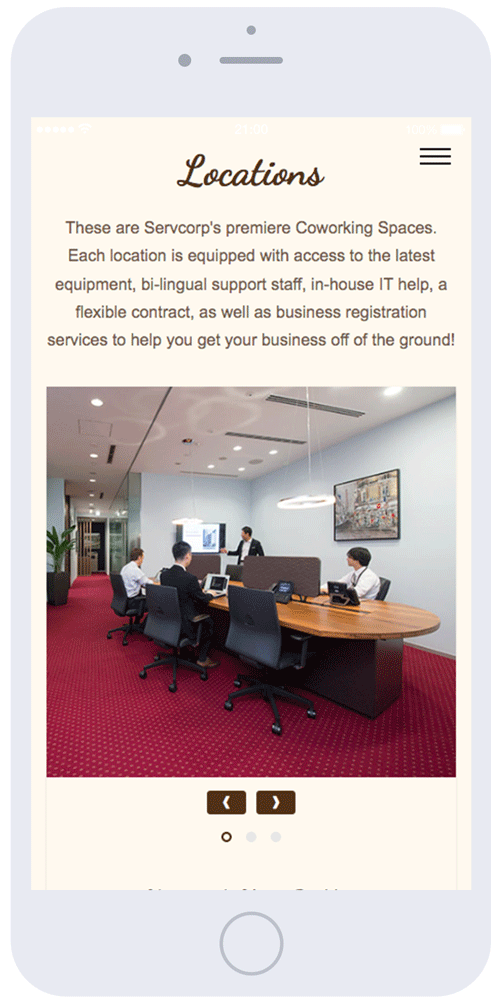 Locations
These are Servcorp's premiere Coworking Spaces.
Each location is equipped with access to the latest
equipment, bi-lingual support staff, in-house IT help, a
flexible contract, as well as business registration
services to help you get your business off of the ground!